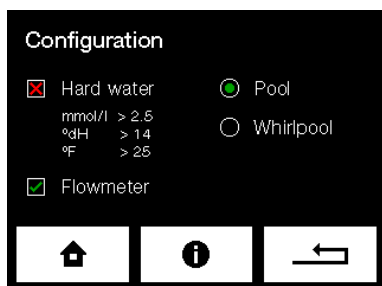 Configuration
Hard water
mmol/l > 2.5
°dH > 14
°F > 25
Flowmeter
Pool
Whirlpool